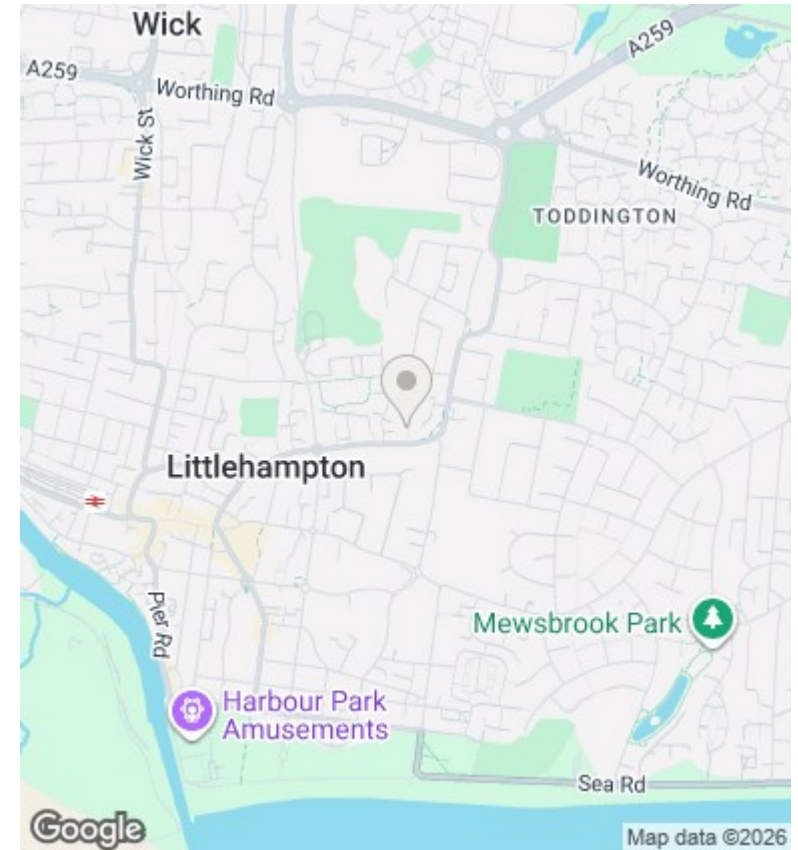 Wick
A259
A259
Worthing Rd
Wick St
Worthing Rd
TODDINGTON
Littlehampton
Pier Rd
Mewsbrook Park
Harbour Park
Amusements
Sea Rd
Google
Map data ©2026